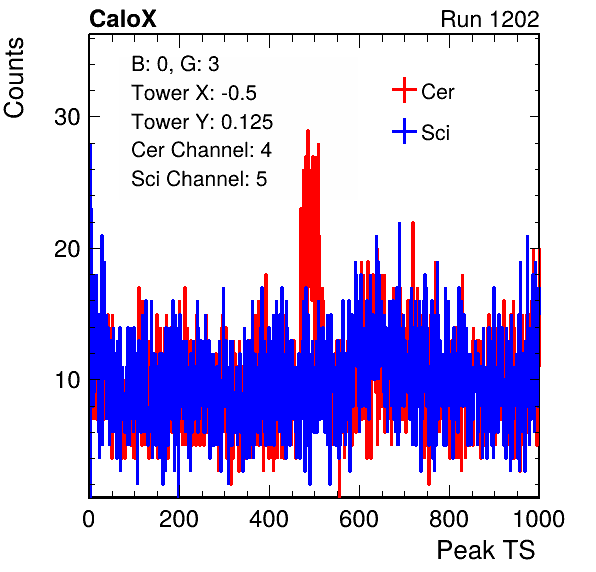 CaloX
Run 1202
Counts
B: 0, G: 3
Tower X: -0.5
Tower Y: 0.125
Cer Channel: 4
Sci Channel: 5
Cer
Sci
30
20
10
0 200 400 600 800 1000
Peak TS